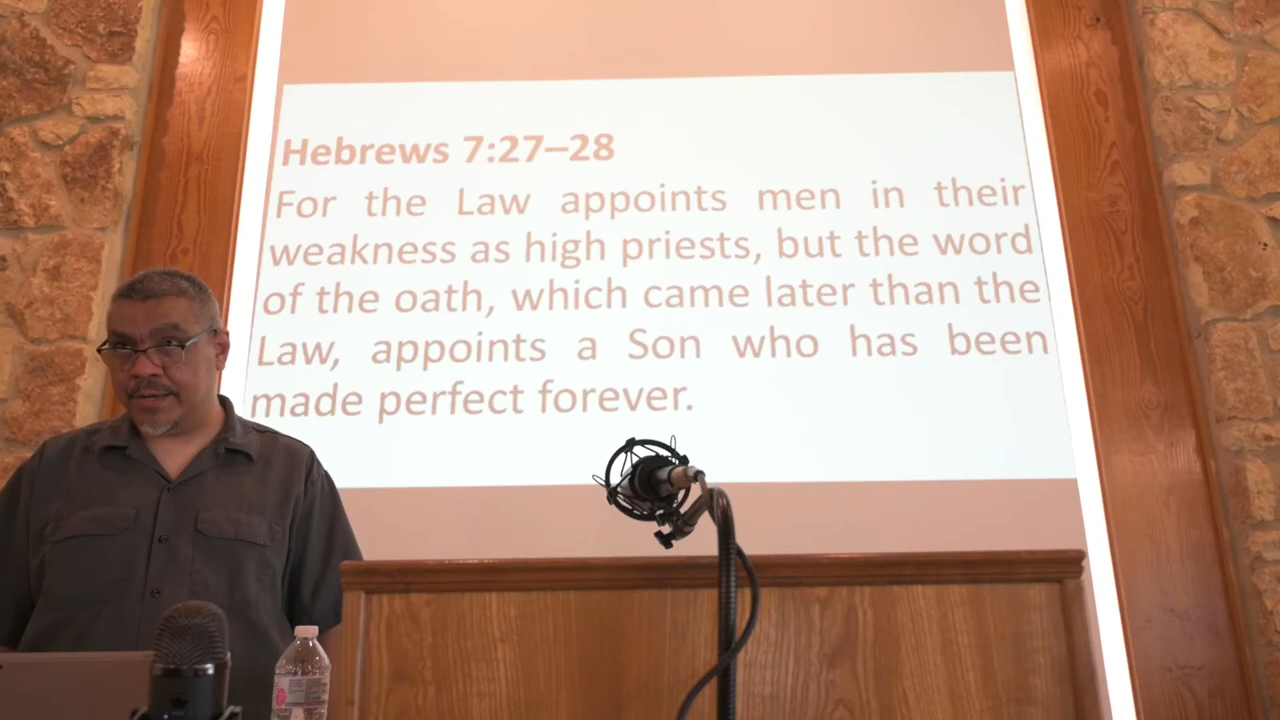 Hebrews 7:27–28
For the Law appoints men in their
weakness as high priests, but the word
of the oath, which came later than the
Law, appoints a Son who has been
made perfect forever.